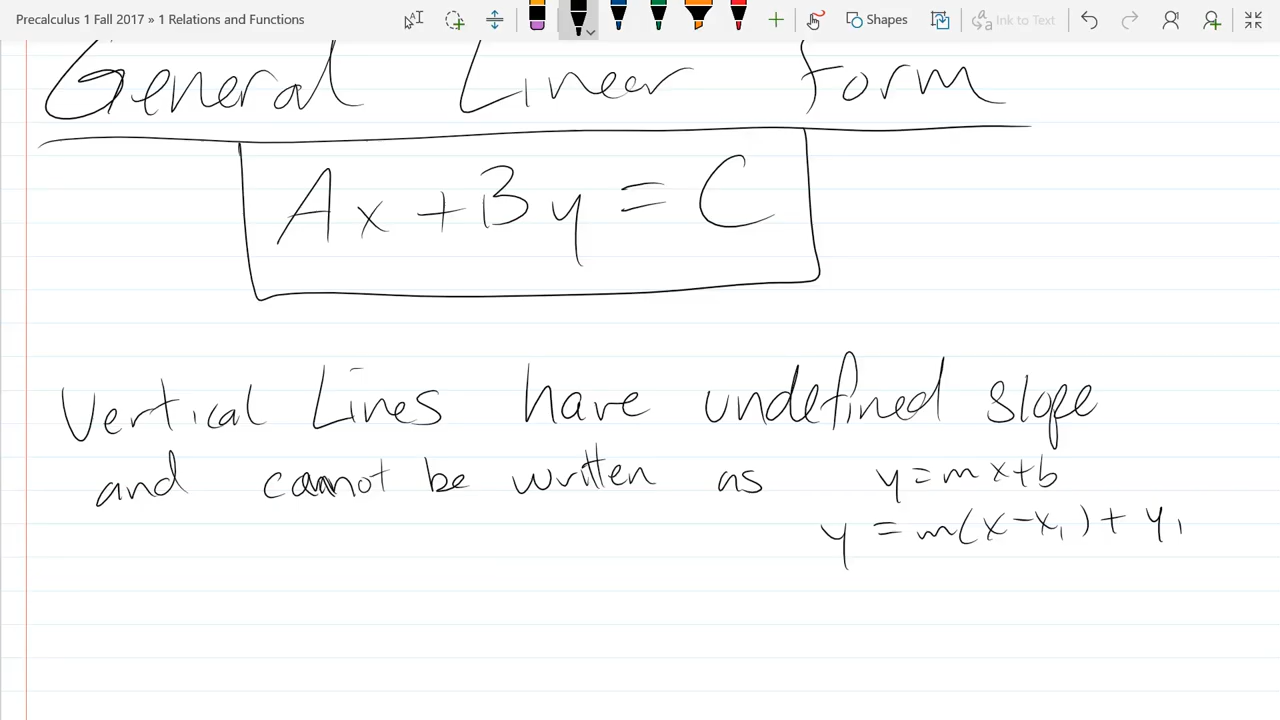 Precalculus 1 Fall 2017 » 1 Relations and Functions
Shapes
Ink to Text
General Linear Form
Ax + By = C
Vertical Lines have undefined slope
and cannot be written as y = mx + b
y = m(x - x₁) + y₁